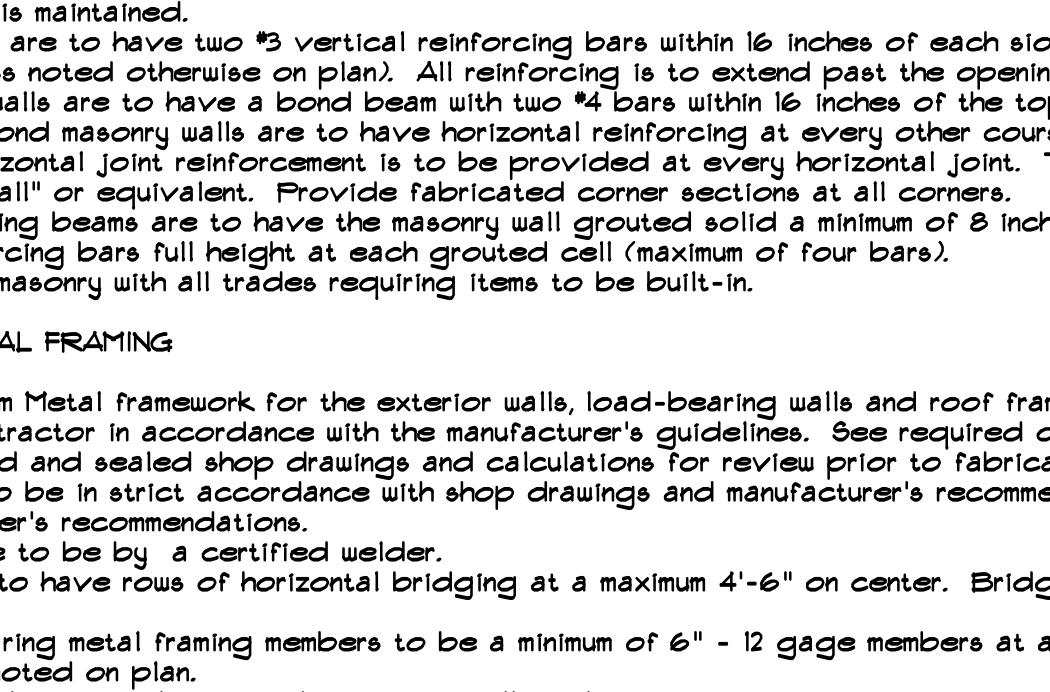 is maintained.
are to have two #3 vertical reinforcing bars within 16 inches of each
noted otherwise on plan). All reinforcing is to extend past the
walls are to have a bond beam with two #4 bars within 16 inches of the top
ond masonry walls are to have horizontal reinforcing at every other
zontal joint reinforcement is to be provided at every horizontal joint.
all" or equivalent. Provide fabricated corner sections at all corners.
ing beams are to have the masonry wall grouted solid a minimum of 8 inch
rcing bars full height at each grouted cell (maximum of four bars).
masonry with all trades requiring items to be built-in.
AL FRAMING
m Metal framework for the exterior walls, load-bearing walls and roof fra
tractor in accordance with the manufacturer's guidelines. See required
d and sealed shop drawings and calculations for review prior to fabrica
o be in strict accordance with shop drawings and manufacturer's recomme
er's recommendations.
e to be by a certified welder.
to have rows of horizontal bridging at a maximum 4'-6" on center. Bridg
ring metal framing members to be a minimum of 6" - 12 gage members at a
noted on plan.